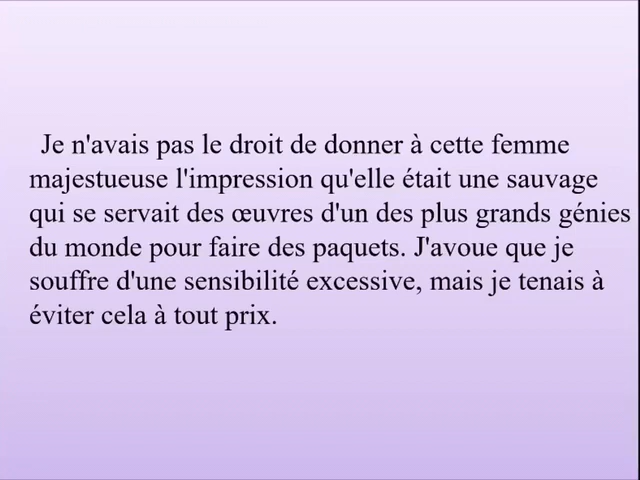 Je n'avais pas le droit de donner à cette femme
majestueuse l'impression qu'elle était une sauvage
qui se servait des œuvres d'un des plus grands génies
du monde pour faire des paquets. J'avoue que je
souffre d'une sensibilité excessive, mais je tenais à
éviter cela à tout prix.